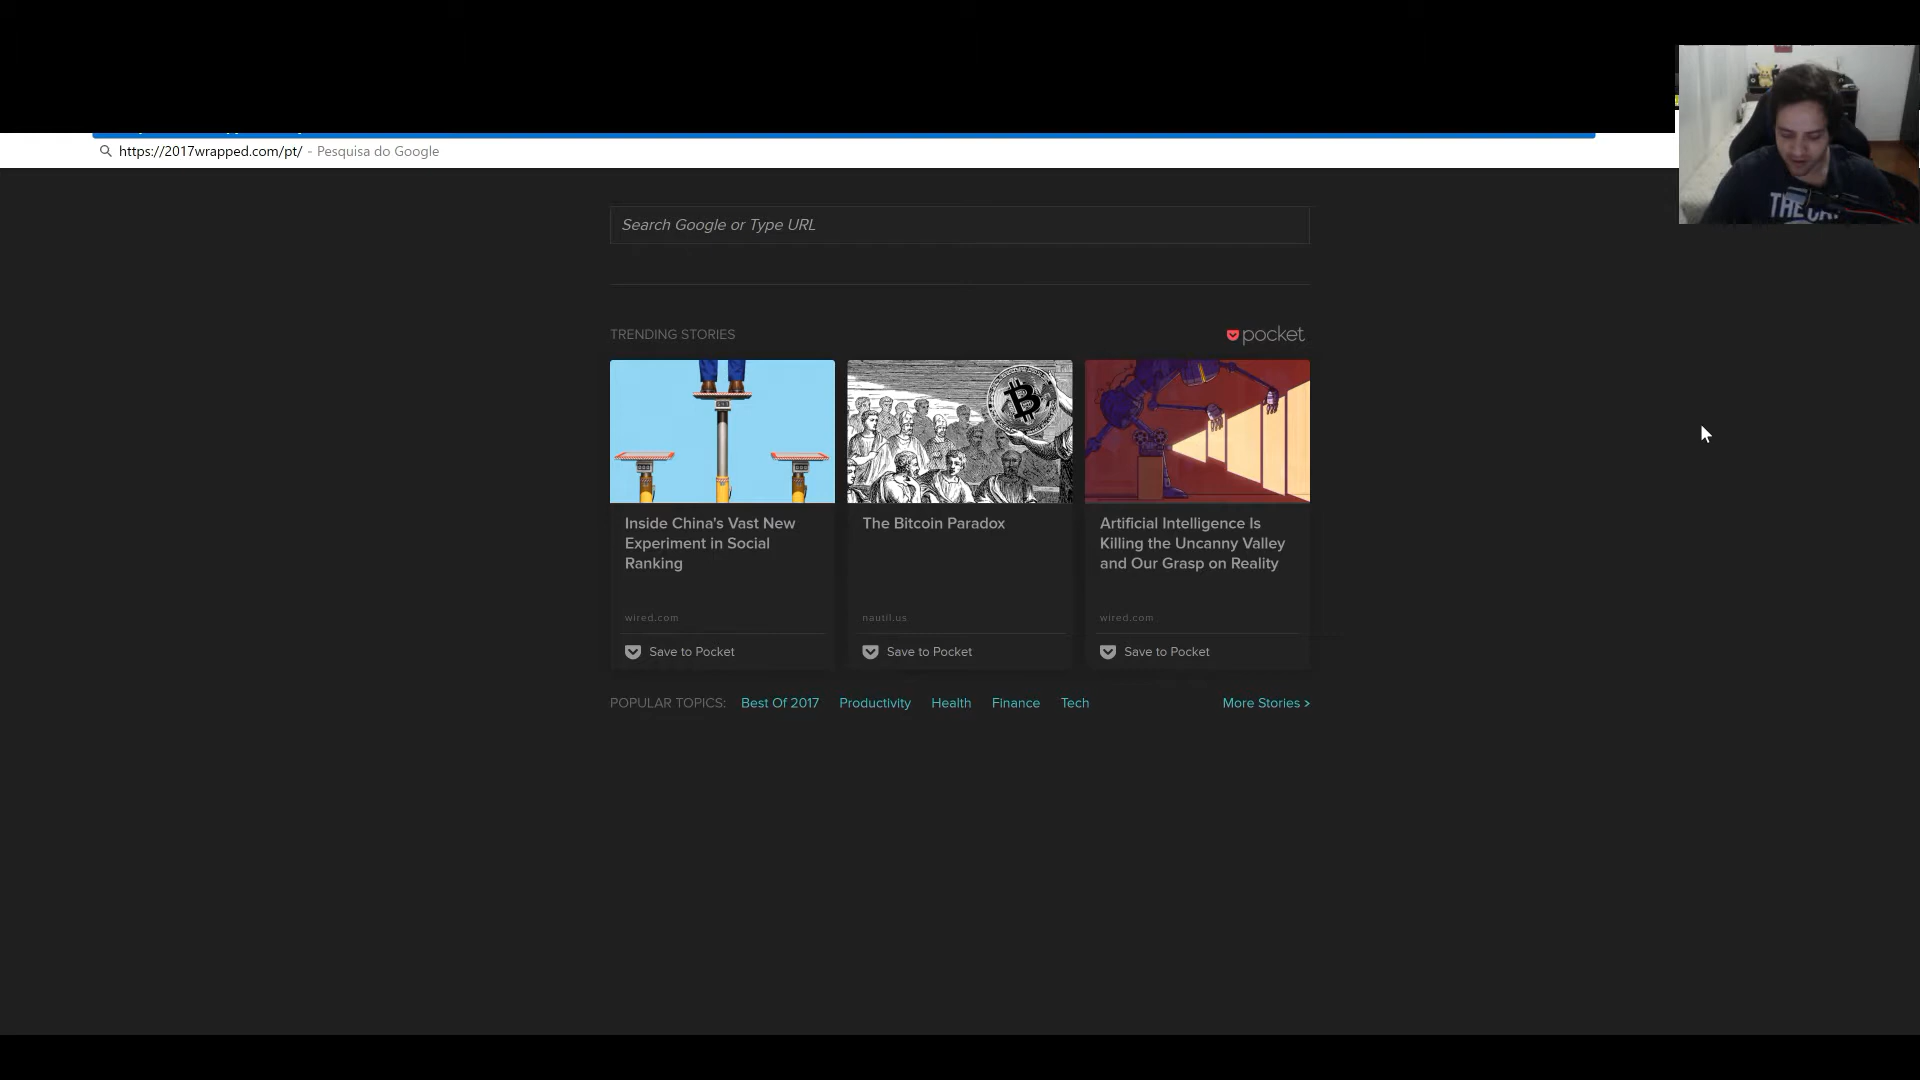 https://2017wrapped.com/pt/ - Pesquisa do Google
Search Google or Type URL
TRENDING STORIES
pocket
Inside China's Vast New
Experiment in Social
Ranking
wired.com
Save to Pocket
The Bitcoin Paradox
nautil.us
Save to Pocket
Artificial Intelligence Is
Killing the Uncanny Valley
and Our Grasp on Reality
wired.com
Save to Pocket
POPULAR TOPICS: Best Of 2017 Productivity Health Finance Tech More Stories >
THE